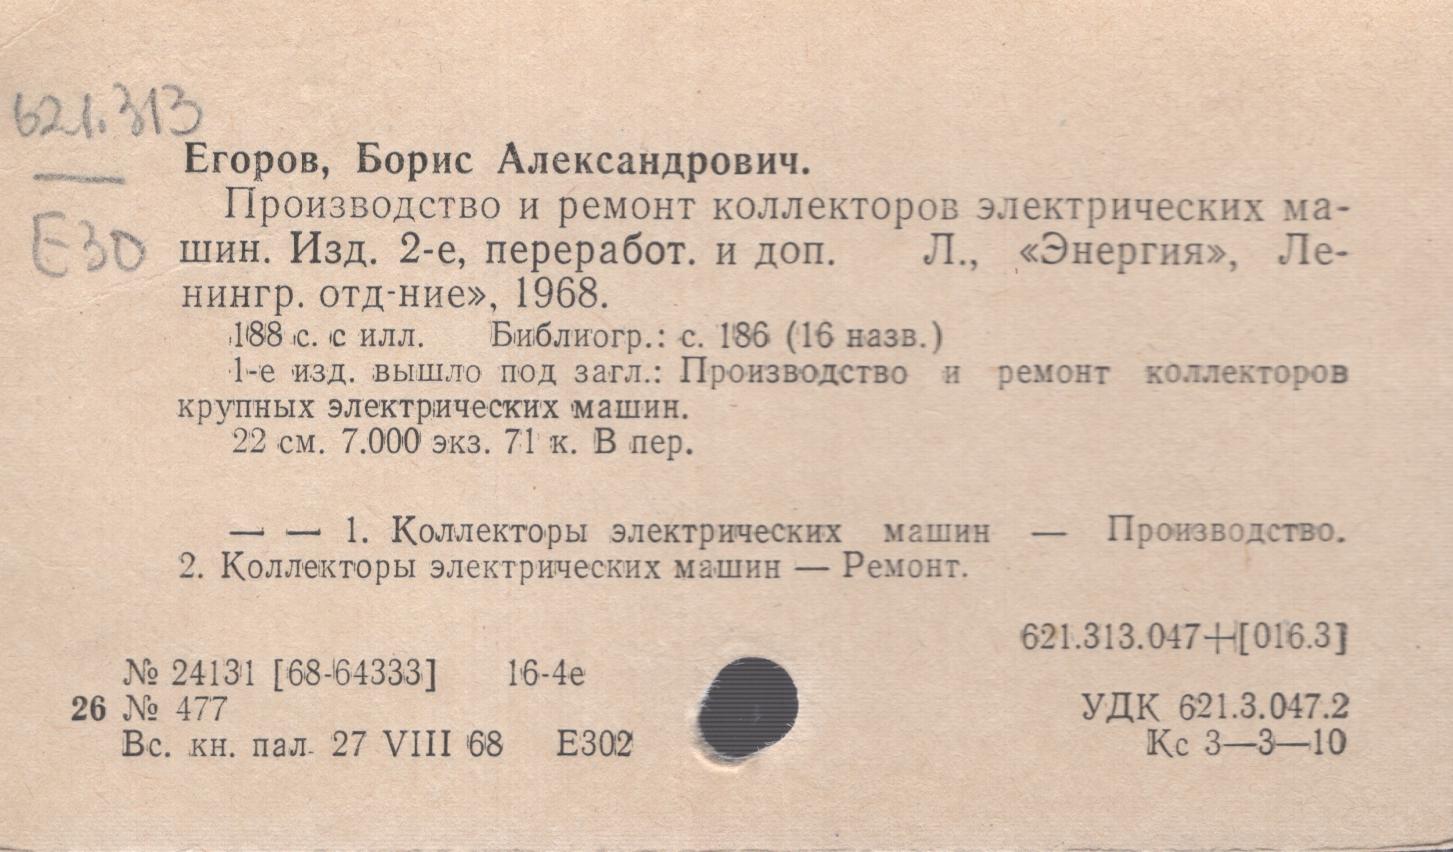 621.313
Е30
Егоров, Борис Александрович.
Производство и ремонт коллекторов электрических ма-
шин. Изд. 2-е, переработ. и доп. Л., «Энергия», Ле-
нингр. отд-ние», 1968.
188 с. с илл. Библиогр.: с. 186 (16 назв.)
1-е изд. вышло под загл.: Производство и ремонт коллекторов
крупных электрических машин.
22 см. 7.000 экз. 71 к. В пер.
— — 1. Коллекторы электрических машин — Производство.
2. Коллекторы электрических машин — Ремонт.
621.313.047+[016.3]
№ 24131 [68-64333] 16-4е
26 № 477
УДК 621.3.047.2
Вс. кн. пал. 27 VIII 68 Е302
Кс 3—3—10